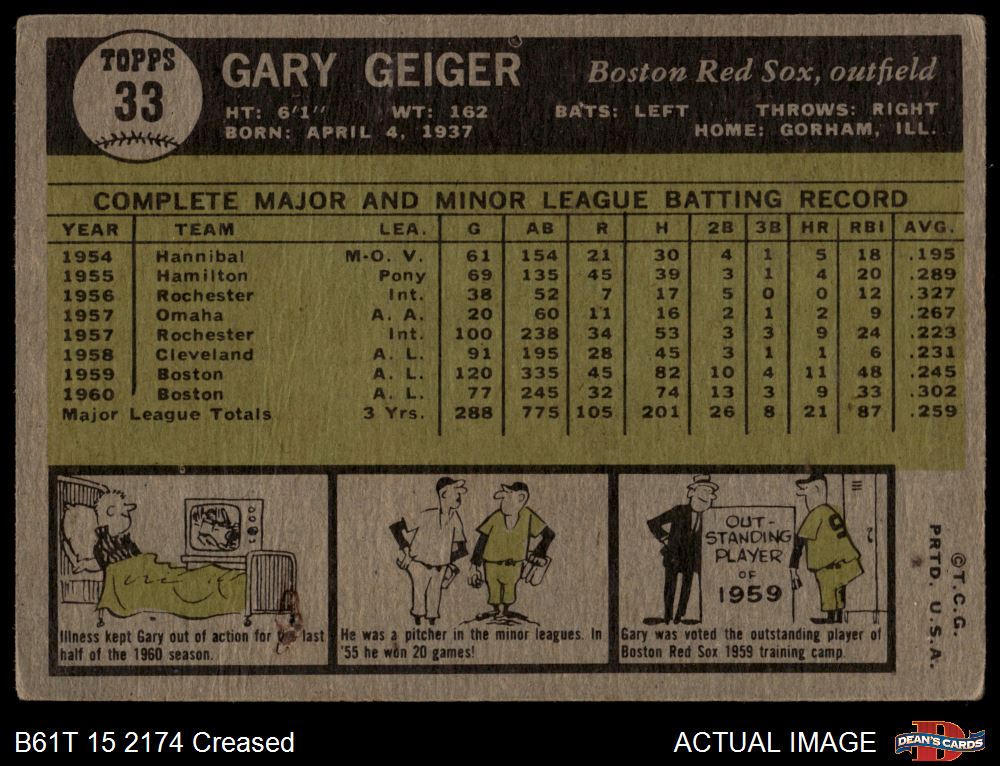 TOPPS
33
GARY GEIGER
Boston Red Sox, outfield
HT: 6'1" WT: 162 BATS: LEFT THROWS: RIGHT
BORN: APRIL 4, 1937 HOME: GORHAM, ILL.
COMPLETE MAJOR AND MINOR LEAGUE BATTING RECORD
YEAR TEAM LEA. G AB R H 2B 3B HR RBI AVG.
1954 Hannibal M-O. V. 61 154 21 30 4 1 5 18 .195
1955 Hamilton Pony 69 135 45 39 3 1 4 20 .289
1956 Rochester Int. 38 52 7 17 5 0 0 12 .327
1957 Omaha A. A. 20 60 11 16 2 1 2 9 .267
1957 Rochester Int. 100 238 34 53 3 3 9 24 .223
1958 Cleveland A. L. 91 195 28 45 3 1 1 6 .231
1959 Boston A. L. 120 335 45 82 10 4 11 48 .245
1960 Boston A. L. 77 245 32 74 13 3 9 33 .302
Major League Totals 3 Yrs. 288 775 105 201 26 8 21 87 .259
Illness kept Gary out of action for the last
half of the 1960 season.
He was a pitcher in the minor leagues. In
'55 he won 20 games!
OUT-
STANDING
PLAYER
OF
1959
9
Gary was voted the outstanding player of
Boston Red Sox 1959 training camp.
©T.C.G.
PRTD. U.S.A.
B61T 15 2174 Creased
ACTUAL IMAGE
D
DEAN'S CARDS